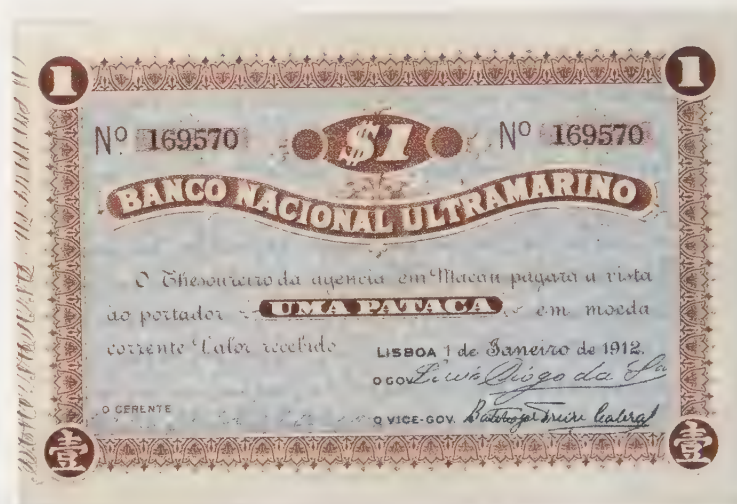 1 1
Nº 169570 $1 Nº 169570
BANCO NACIONAL ULTRAMARINO
O Thesoureiro da agencia em Macau pagará á vista
ao portador UMA PATACA em moeda
corrente Valor recebido
LISBOA 1 de Janeiro de 1912.
O GOV.
O GERENTE
O VICE-GOV.
壹 壹